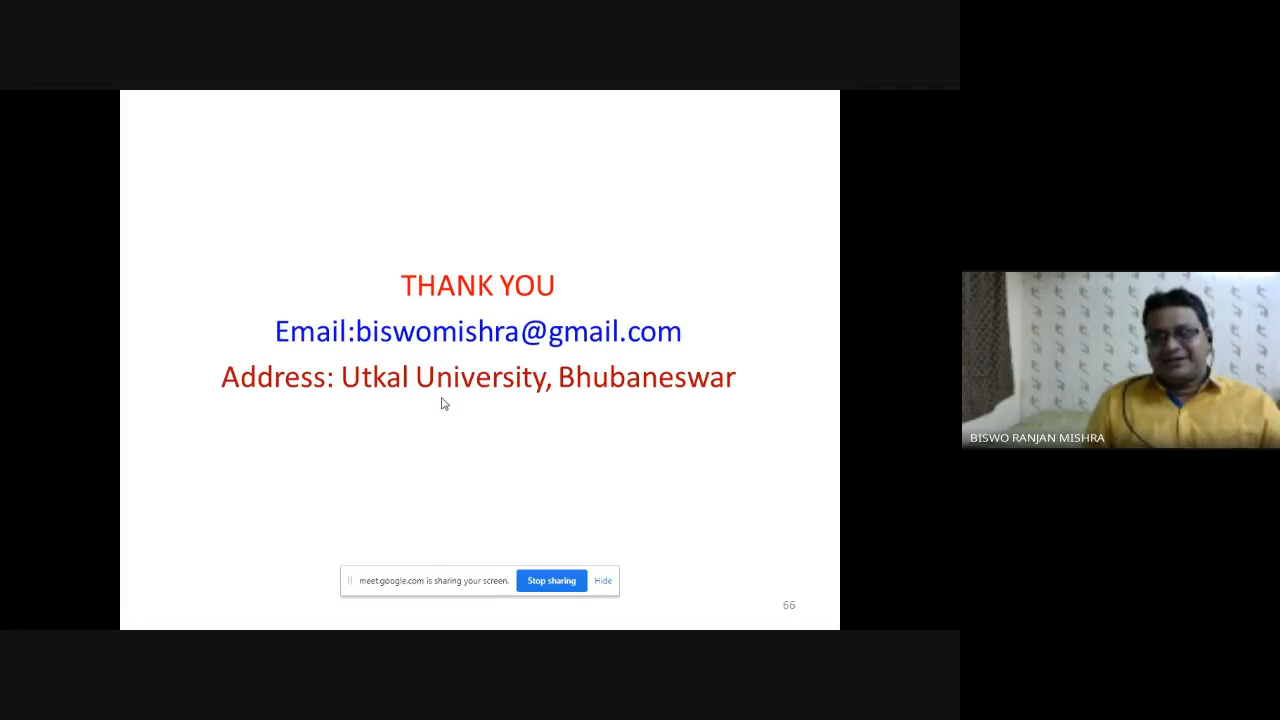 THANK YOU
Email:biswomishra@gmail.com
Address: Utkal University, Bhubaneswar
BISWO RANJAN MISHRA
meet.google.com is sharing your screen. Stop sharing Hide
66